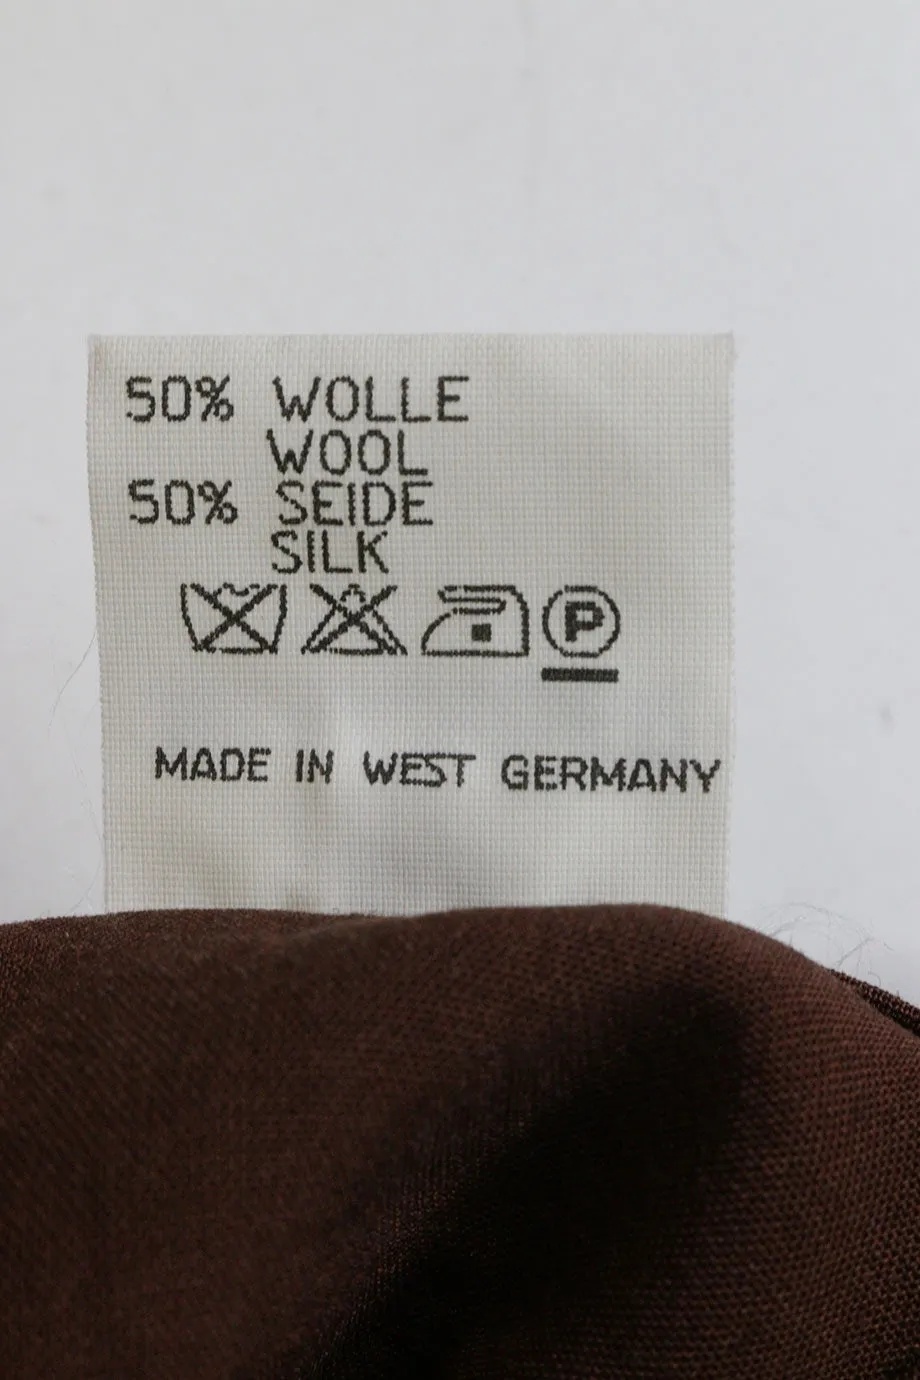 50% WOLLE
WOOL
50% SEIDE
SILK
P
MADE IN WEST GERMANY